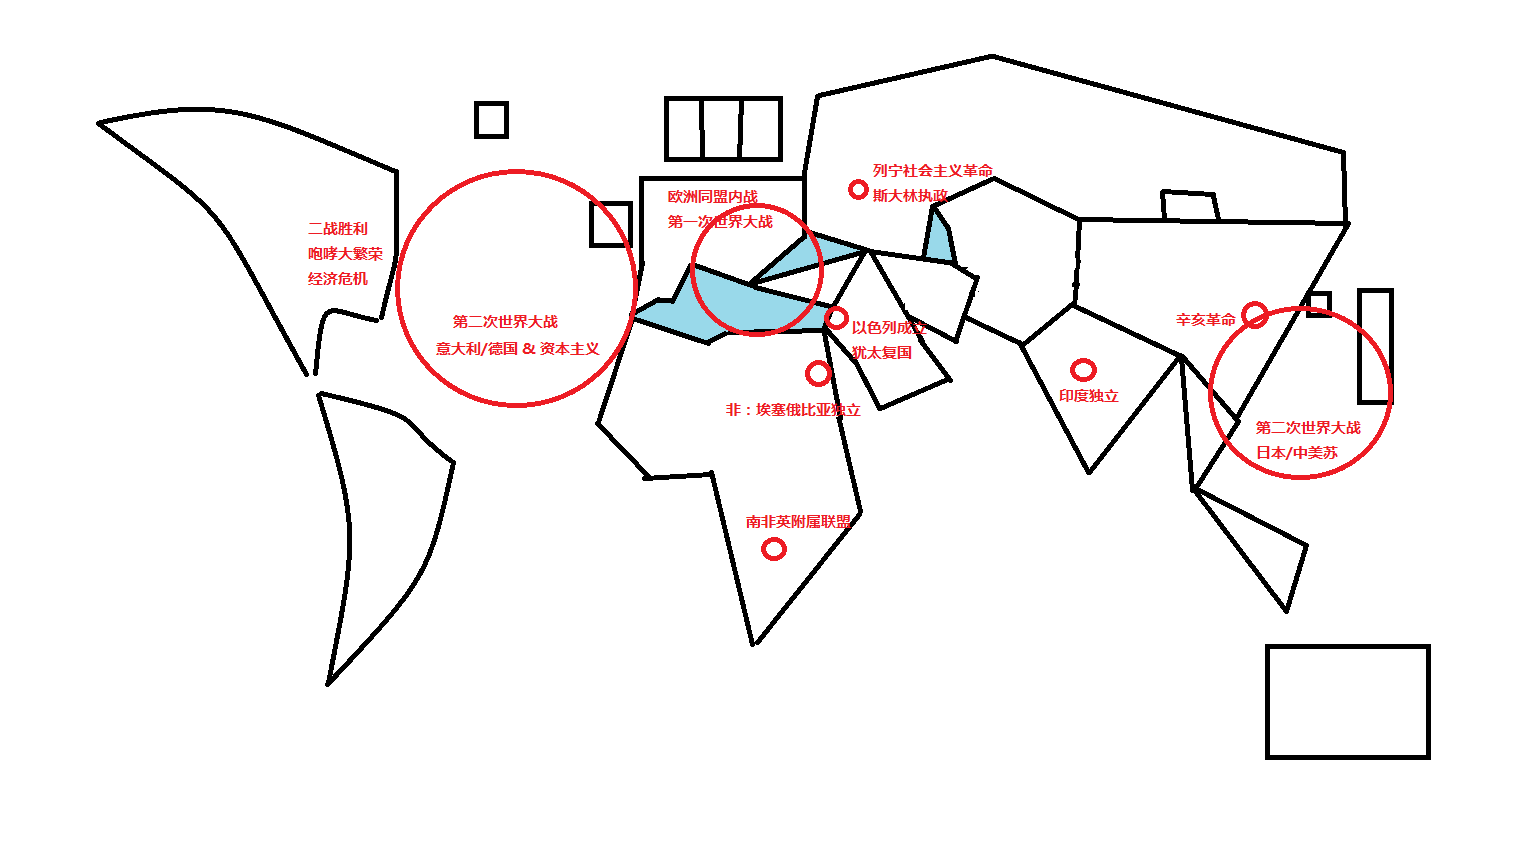 列宁社会主义革命
斯大林执政
欧洲同盟内战
第一次世界大战
二战胜利
咆哮大繁荣
经济危机
第二次世界大战
意大利/德国 & 资本主义
以色列成立
犹太复国
辛亥革命
印度独立
非：埃塞俄比亚独立
第二次世界大战
日本/中美苏
南非英附属联盟